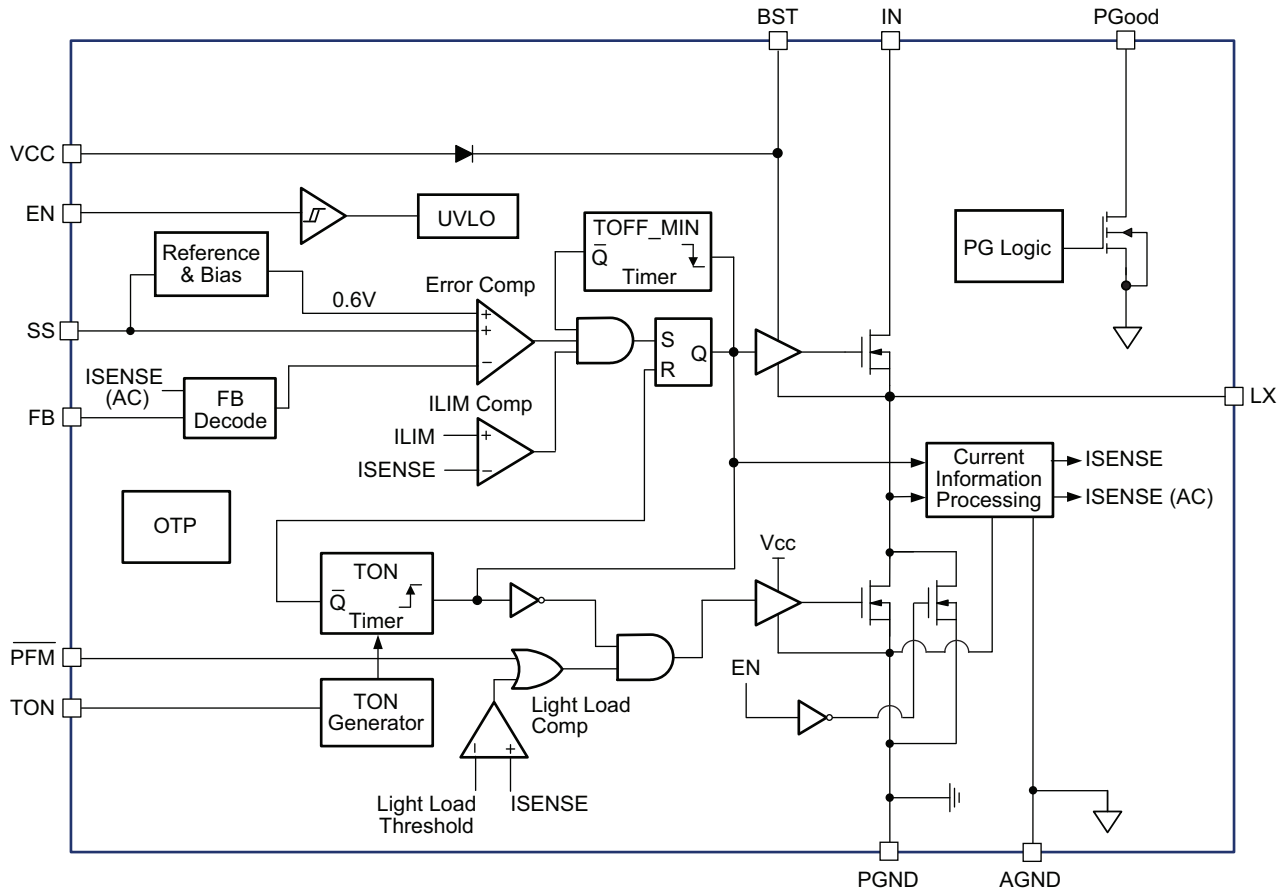 BST
IN
PGood
VCC
EN
UVLO
TOFF_MIN
Q̅
Timer
PG Logic
Reference
& Bias
Error Comp
0.6V
+
+
−
SS
S
R
Q
LX
ISENSE
(AC)
FB
FB
Decode
ILIM Comp
ILIM
+
ISENSE
−
Current
Information
Processing
ISENSE
ISENSE (AC)
OTP
Vcc
TON
Q̅
Timer
P̅F̅M̅
EN
TON
TON
Generator
Light Load
Comp
−
+
Light Load
Threshold
ISENSE
PGND
AGND